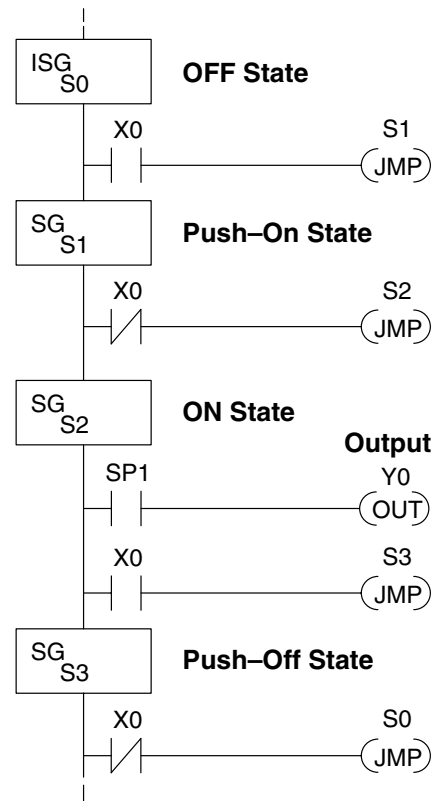 ISG
S0
OFF State
X0
S1
JMP
SG
S1
Push–On State
X0
S2
JMP
SG
S2
ON State
Output
SP1
Y0
OUT
X0
S3
JMP
SG
S3
Push–Off State
X0
S0
JMP